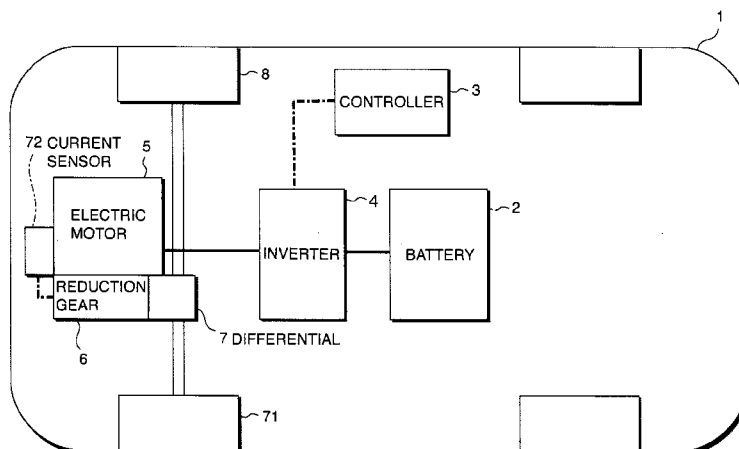 1
8
CONTROLLER
3
72 CURRENT
SENSOR
5
ELECTRIC
MOTOR
4
INVERTER
2
BATTERY
REDUCTION
GEAR
6
7 DIFFERENTIAL
71